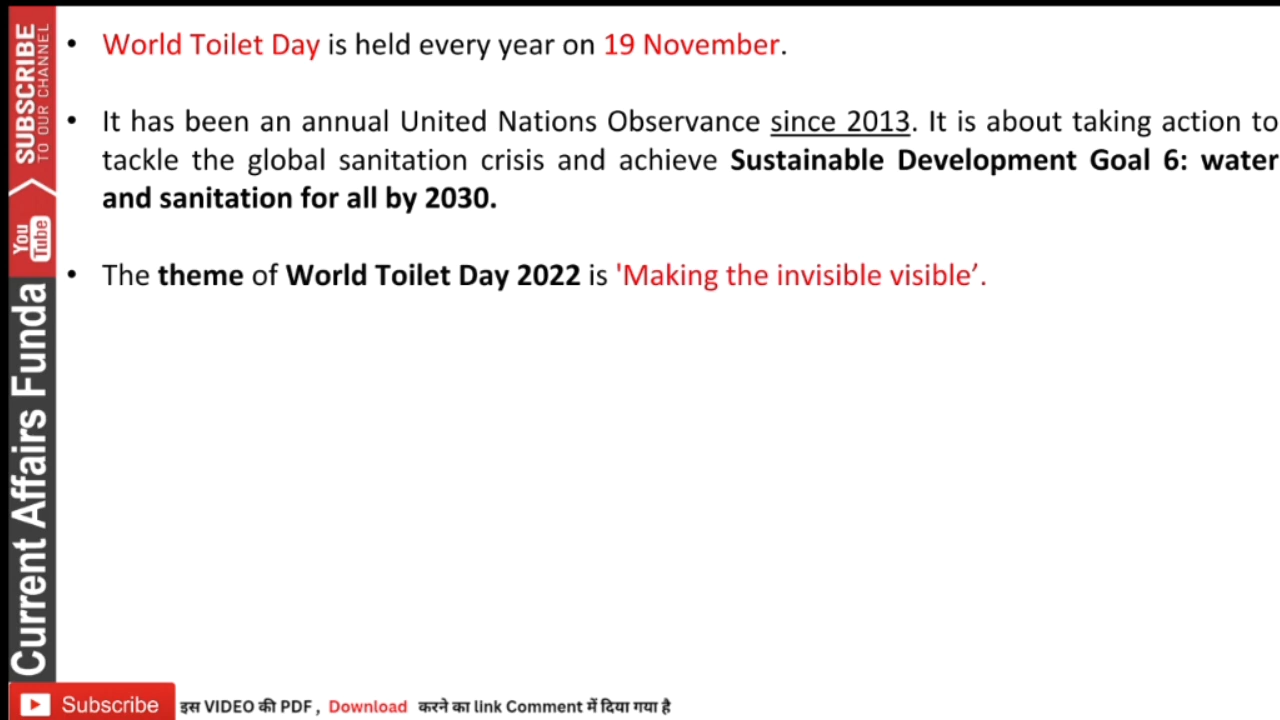 • World Toilet Day is held every year on 19 November.
• It has been an annual United Nations Observance since 2013. It is about taking action to
tackle the global sanitation crisis and achieve Sustainable Development Goal 6: water
and sanitation for all by 2030.
• The theme of World Toilet Day 2022 is 'Making the invisible visible’.
SUBSCRIBE
TO OUR CHANNEL
You
Tube
Current Affairs Funda
Subscribe
इस VIDEO की PDF , Download करने का link Comment में दिया गया है